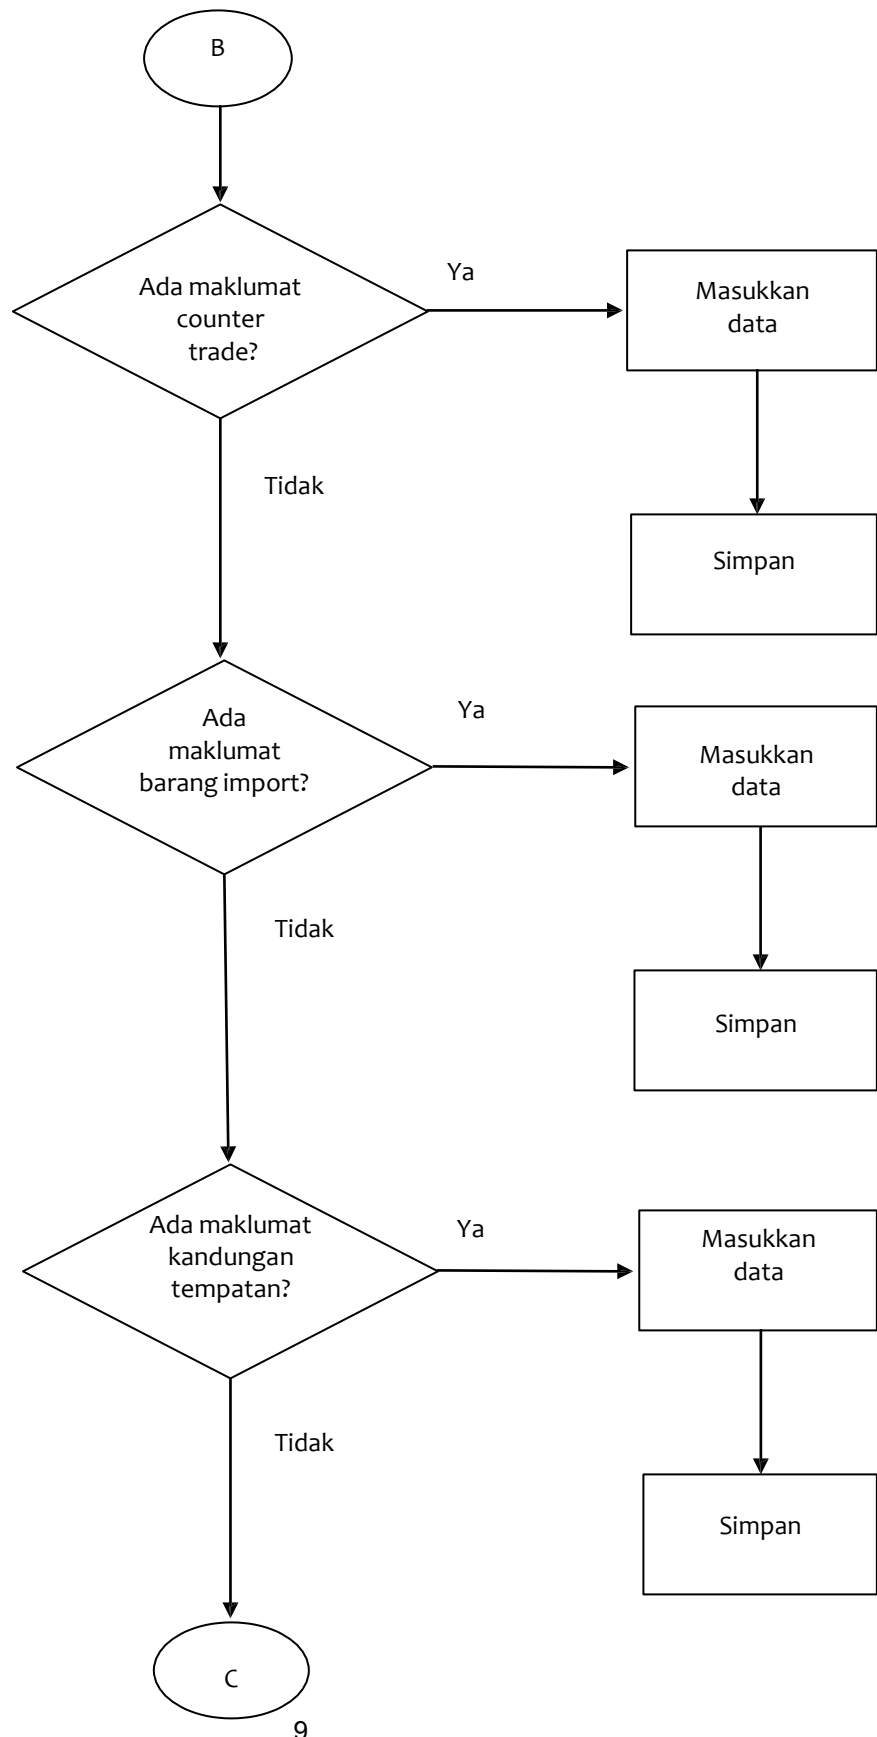 B
Ada maklumat
counter
trade?
Ya
Masukkan
data
Tidak
Simpan
Ada
maklumat
barang import?
Ya
Masukkan
data
Tidak
Simpan
Ada maklumat
kandungan
tempatan?
Ya
Masukkan
data
Tidak
Simpan
C
9